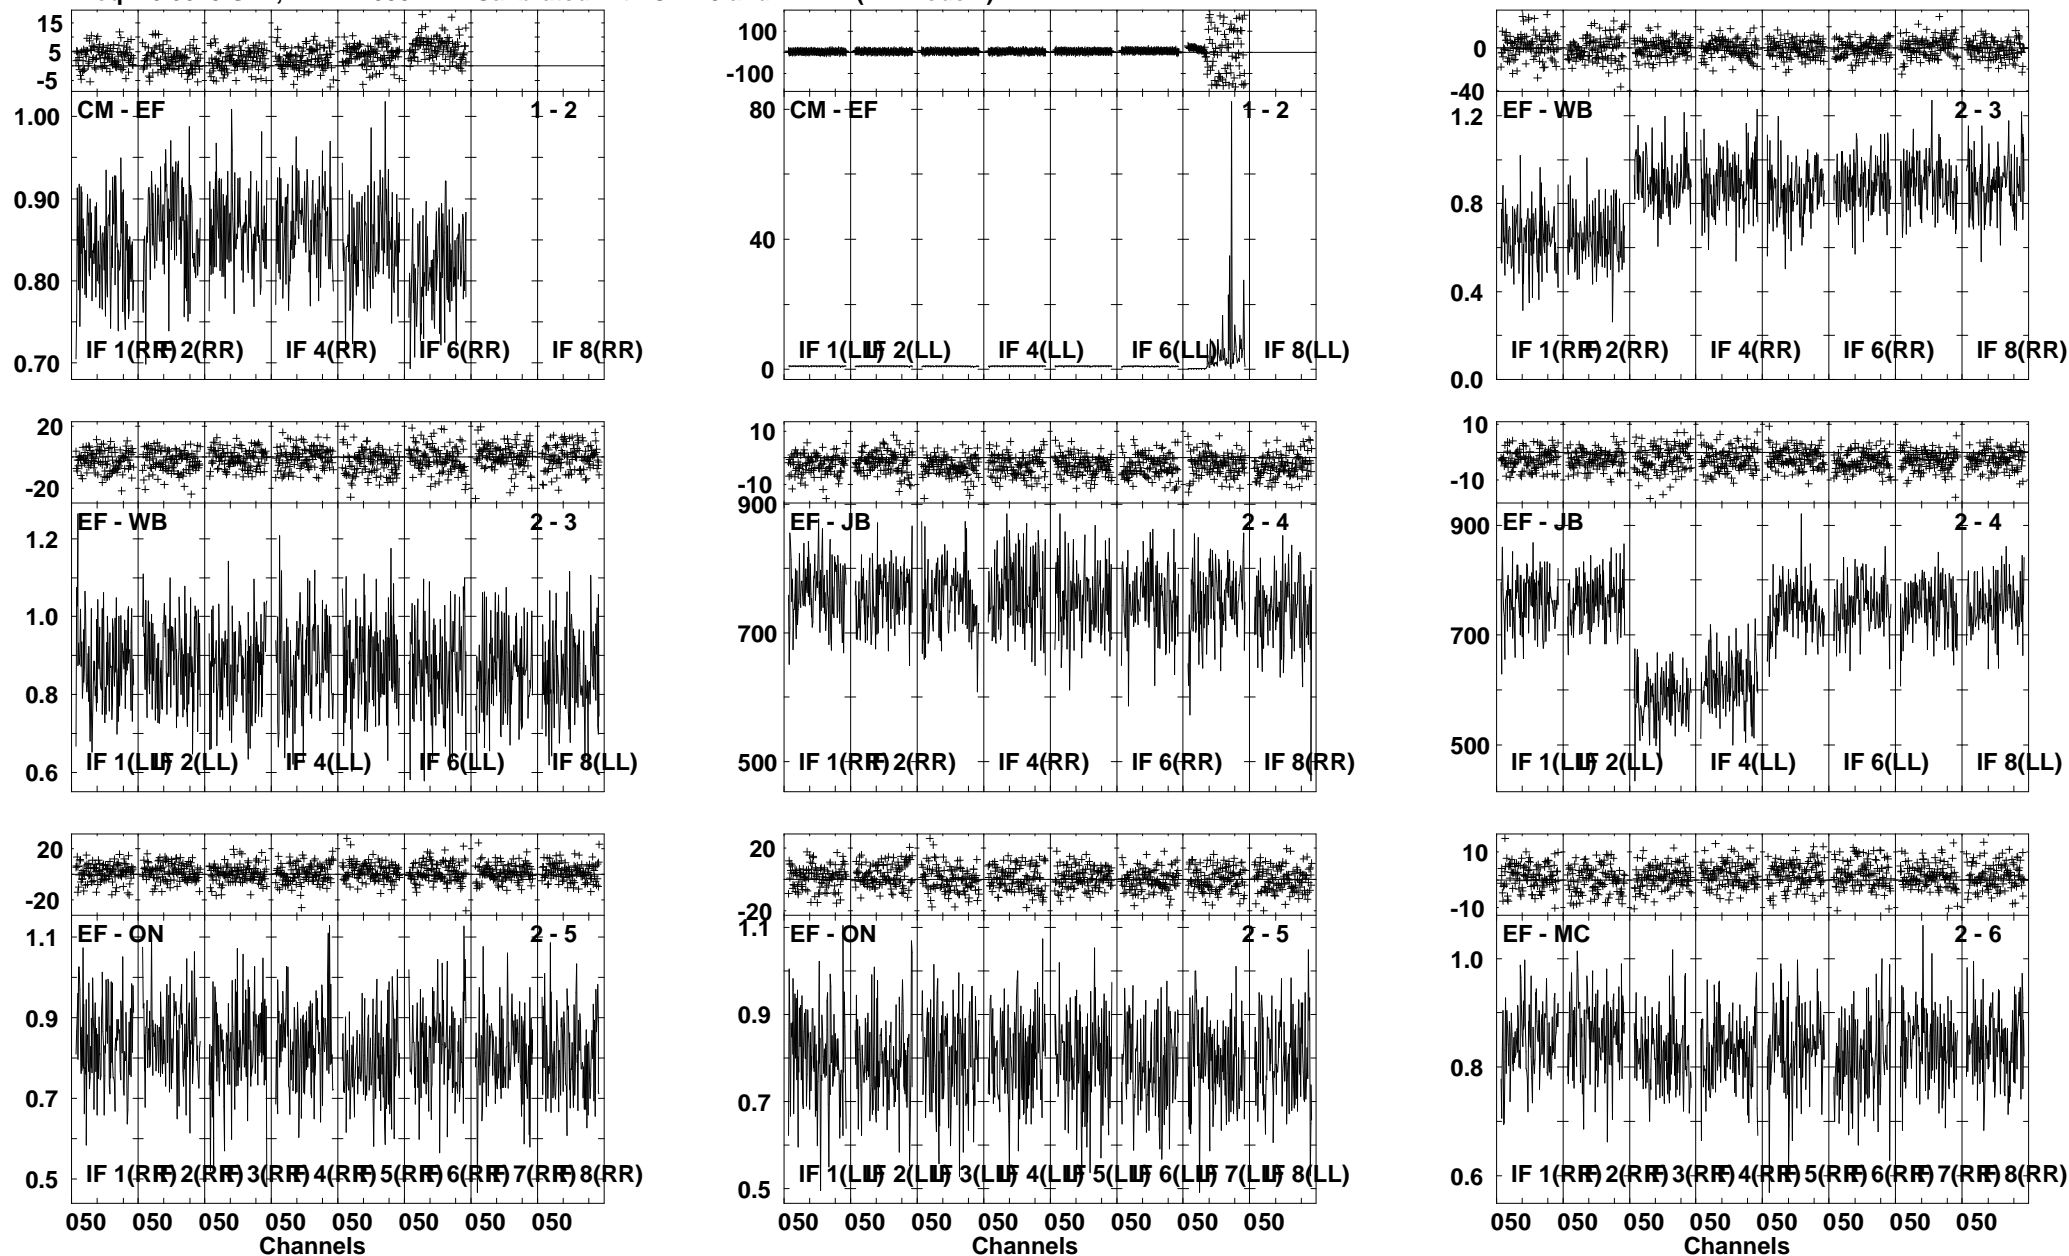 15
5
-5
CM - EF 1 - 2
1.00
0.90
0.80
0.70
IF 1(RR) IF 2(RR) IF 4(RR) IF 6(RR) IF 8(RR)
100
0
-100
CM - EF 1 - 2
80
40
0
IF 1(LL) IF 2(LL) IF 4(LL) IF 6(LL) IF 8(LL)
0
-40
EF - WB 2 - 3
1.2
0.8
0.4
0.0
IF 1(RR) IF 2(RR) IF 4(RR) IF 6(RR) IF 8(RR)
20
-20
EF - WB 2 - 3
1.2
1.0
0.8
0.6
IF 1(LL) IF 2(LL) IF 4(LL) IF 6(LL) IF 8(LL)
10
-10
EF - JB 2 - 4
900
700
500
IF 1(RR) IF 2(RR) IF 4(RR) IF 6(RR) IF 8(RR)
10
-10
EF - JB 2 - 4
900
700
500
IF 1(LL) IF 2(LL) IF 4(LL) IF 6(LL) IF 8(LL)
20
-20
EF - ON 2 - 5
1.1
0.9
0.7
0.5
IF 1(RR) IF 2(RR) IF 3(RR) IF 4(RR) IF 5(RR) IF 6(RR) IF 7(RR) IF 8(RR)
050 050 050 050 050 050 050 050
Channels
20
-20
EF - ON 2 - 5
1.1
0.9
0.7
0.5
IF 1(LL) IF 2(LL) IF 3(LL) IF 4(LL) IF 5(LL) IF 6(LL) IF 7(LL) IF 8(LL)
050 050 050 050 050 050 050 050
Channels
10
-10
EF - MC 2 - 6
1.0
0.8
0.6
IF 1(RR) IF 2(RR) IF 3(RR) IF 4(RR) IF 5(RR) IF 6(RR) IF 7(RR) IF 8(RR)
050 050 050 050 050 050 050 050
Channels